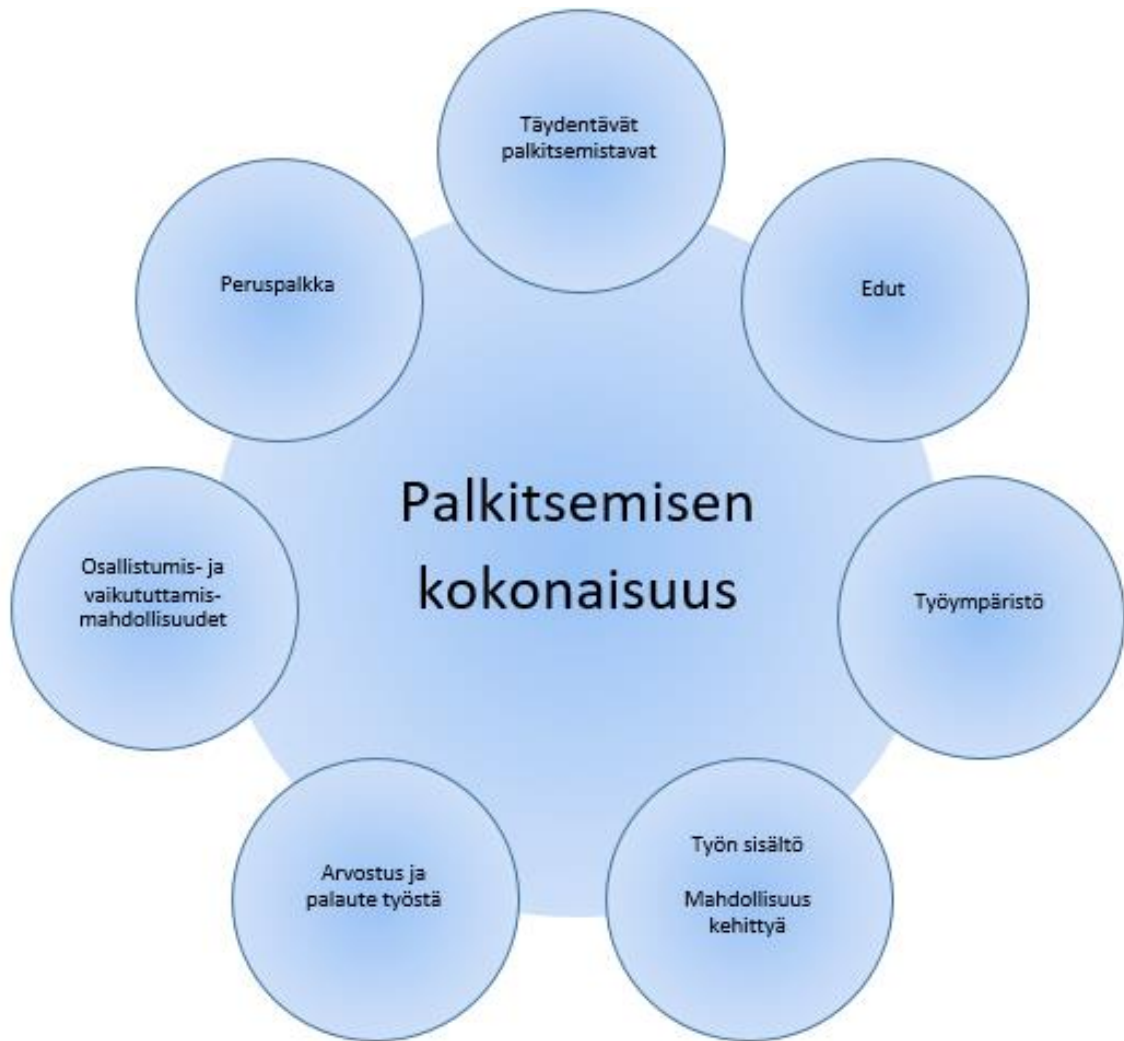 Täydentävät
palkitsemistavat
Peruspalkka
Edut
Palkitsemisen
kokonaisuus
Osallistumis- ja
vaikututtamis-
mahdollisuudet
Työympäristö
Arvostus ja
palaute työstä
Työn sisältö
Mahdollisuus
kehittyä